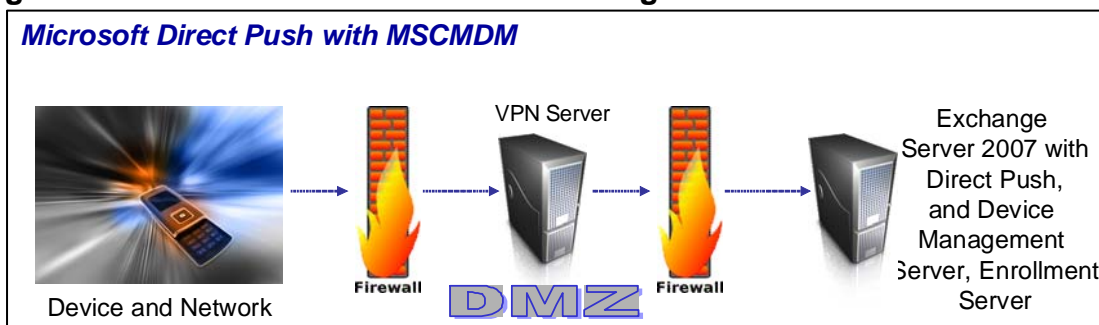 Microsoft Direct Push with MSCMDM
VPN Server
Exchange
Server 2007 with
Direct Push,
and Device
Management
Server, Enrollment
Server
Firewall
Firewall
DMZ
Device and Network